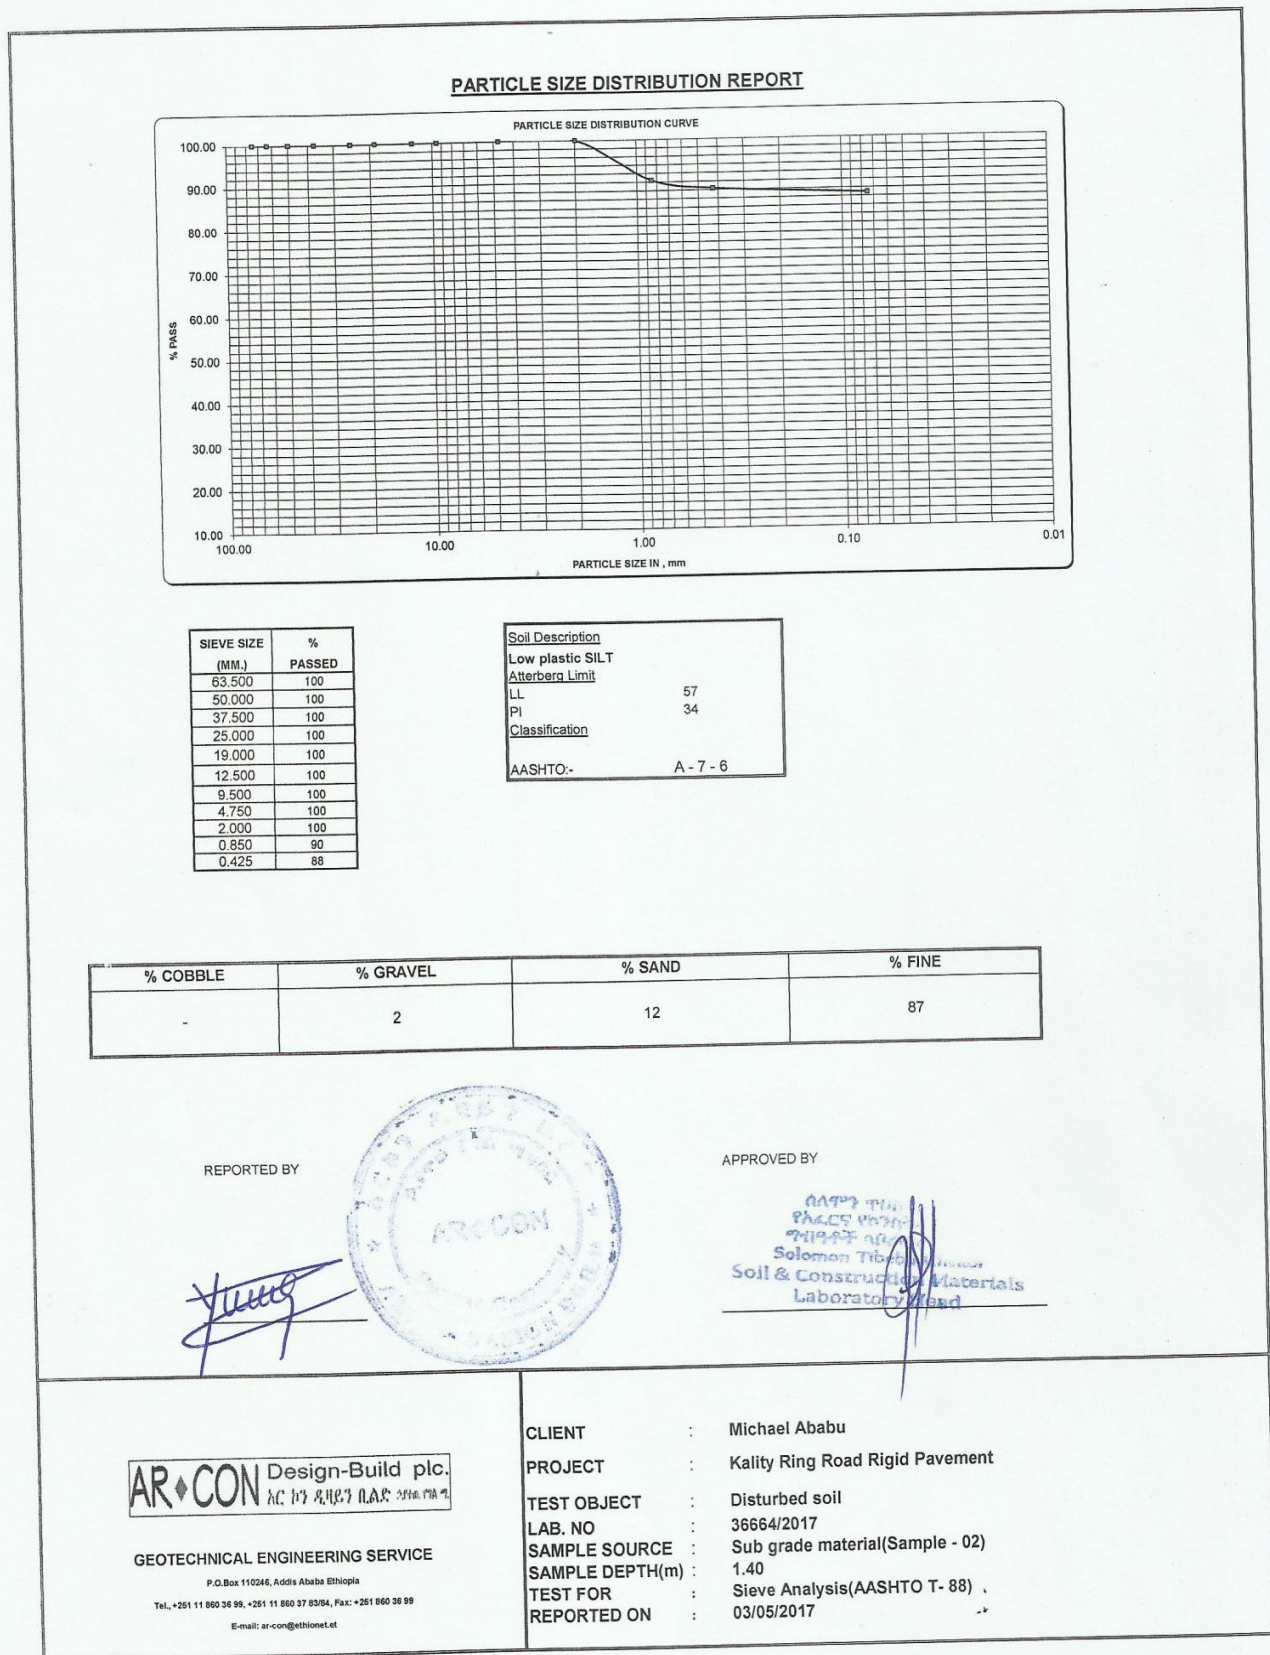 PARTICLE SIZE DISTRIBUTION REPORT
PARTICLE SIZE DISTRIBUTION CURVE
100.00
90.00
80.00
70.00
60.00
50.00
40.00
30.00
20.00
10.00
% PASS
100.00 10.00 1.00 0.10 0.01
PARTICLE SIZE IN , mm
SIEVE SIZE (MM.) % PASSED
63.500 100
50.000 100
37.500 100
25.000 100
19.000 100
12.500 100
9.500 100
4.750 100
2.000 100
0.850 90
0.425 88
Soil Description
Low plastic SILT
Atterberg Limit
LL 57
PI 34
Classification
AASHTO:- A - 7 - 6
% COBBLE % GRAVEL % SAND % FINE
- 2 12 87
REPORTED BY
AR CON
APPROVED BY
Solomon
Soil & Construction Materials
Laboratory Head
AR CON Design-Build plc.
አር ኮን ዲዛይን ቢልድ
GEOTECHNICAL ENGINEERING SERVICE
P.O.Box 110246, Addis Ababa Ethiopia
Tel., +251 11 860 36 99, +251 11 860 37 83/84, Fax: +251 860 36 99
E-mail: ar-con@ethionet.et
CLIENT : Michael Ababu
PROJECT : Kality Ring Road Rigid Pavement
TEST OBJECT : Disturbed soil
LAB. NO : 36664/2017
SAMPLE SOURCE : Sub grade material(Sample - 02)
SAMPLE DEPTH(m) : 1.40
TEST FOR : Sieve Analysis(AASHTO T- 88)
REPORTED ON : 03/05/2017